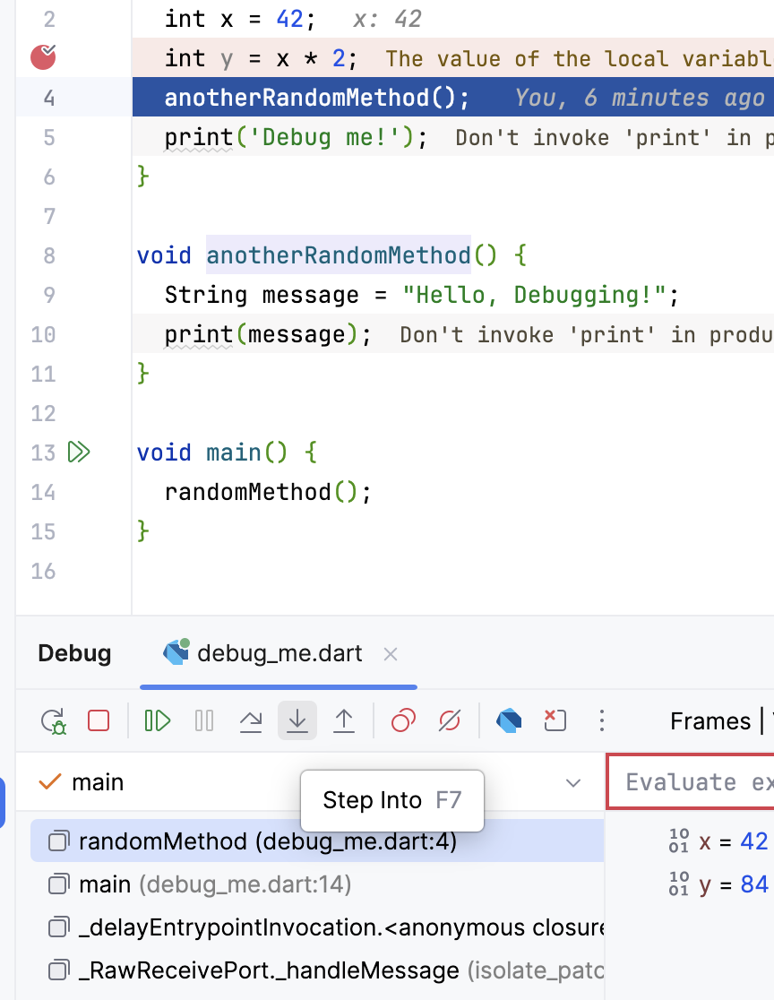 2 int x = 42; x: 42
int y = x * 2; The value of the local variabl
4 anotherRandomMethod(); You, 6 minutes ago
5 print('Debug me!'); Don't invoke 'print' in p
6 }
7
8 void anotherRandomMethod() {
9 String message = "Hello, Debugging!";
10 print(message); Don't invoke 'print' in produ
11 }
12
13 void main() {
14 randomMethod();
15 }
16
Debug debug_me.dart
Frames
main
Evaluate ex
Step Into F7
randomMethod (debug_me.dart:4)
10 01 x = 42
main (debug_me.dart:14)
10 01 y = 84
_delayEntrypointInvocation.<anonymous closure
_RawReceivePort._handleMessage (isolate_patc